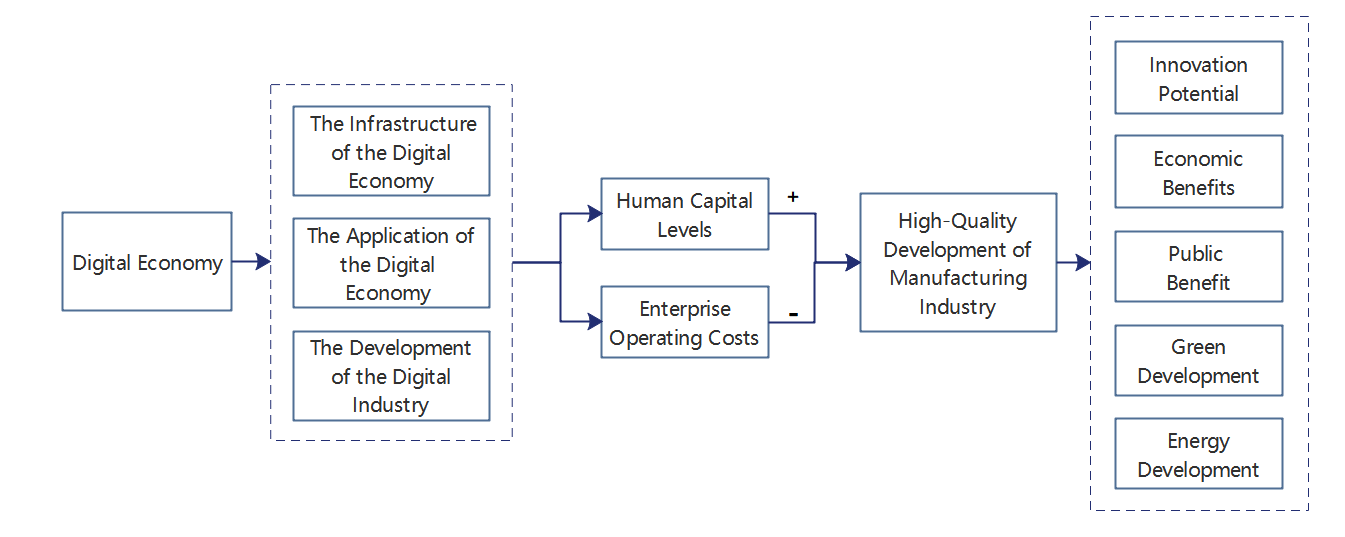 Digital Economy
The Infrastructure
of the Digital
Economy
The Application of
the Digital
Economy
The Development
of the Digital
Industry
Human Capital
Levels
+
Enterprise
Operating Costs
-
High-Quality
Development of
Manufacturing
Industry
Innovation
Potential
Economic
Benefits
Public
Benefit
Green
Development
Energy
Development